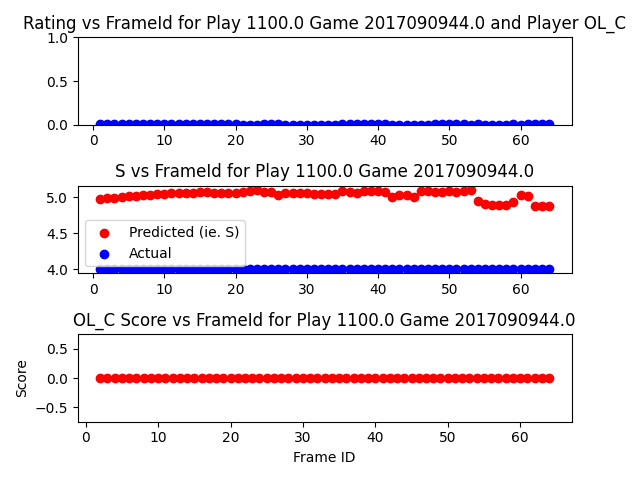 Rating vs FrameId for Play 1100.0 Game 2017090944.0 and Player OL_C
1.0
0.5
0.0
0 10 20 30 40 50 60
S vs FrameId for Play 1100.0 Game 2017090944.0
5.0
4.5
4.0
Predicted (ie. S)
Actual
0 10 20 30 40 50 60
OL_C Score vs FrameId for Play 1100.0 Game 2017090944.0
Score
0.5
0.0
−0.5
0 10 20 30 40 50 60
Frame ID